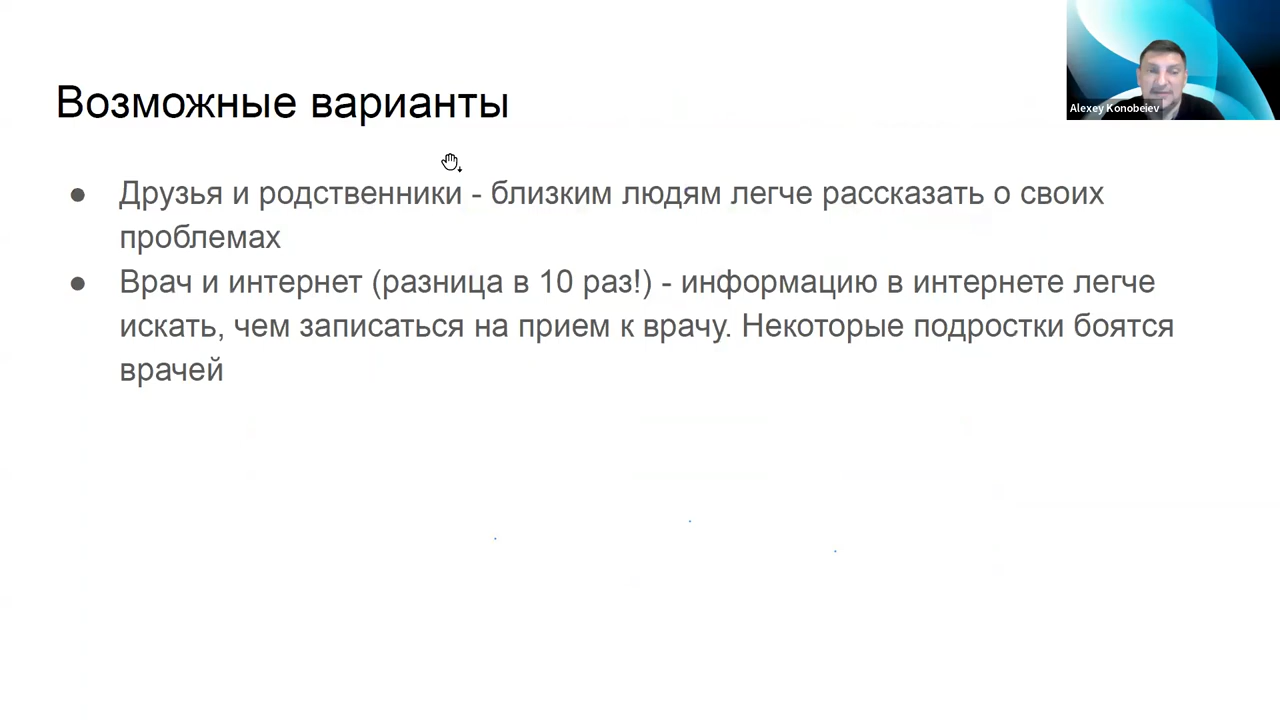 Возможные варианты
Alexey Konobeiev
● Друзья и родственники - близким людям легче рассказать о своих
проблемах
● Врач и интернет (разница в 10 раз!) - информацию в интернете легче
искать, чем записаться на прием к врачу. Некоторые подростки боятся
врачей